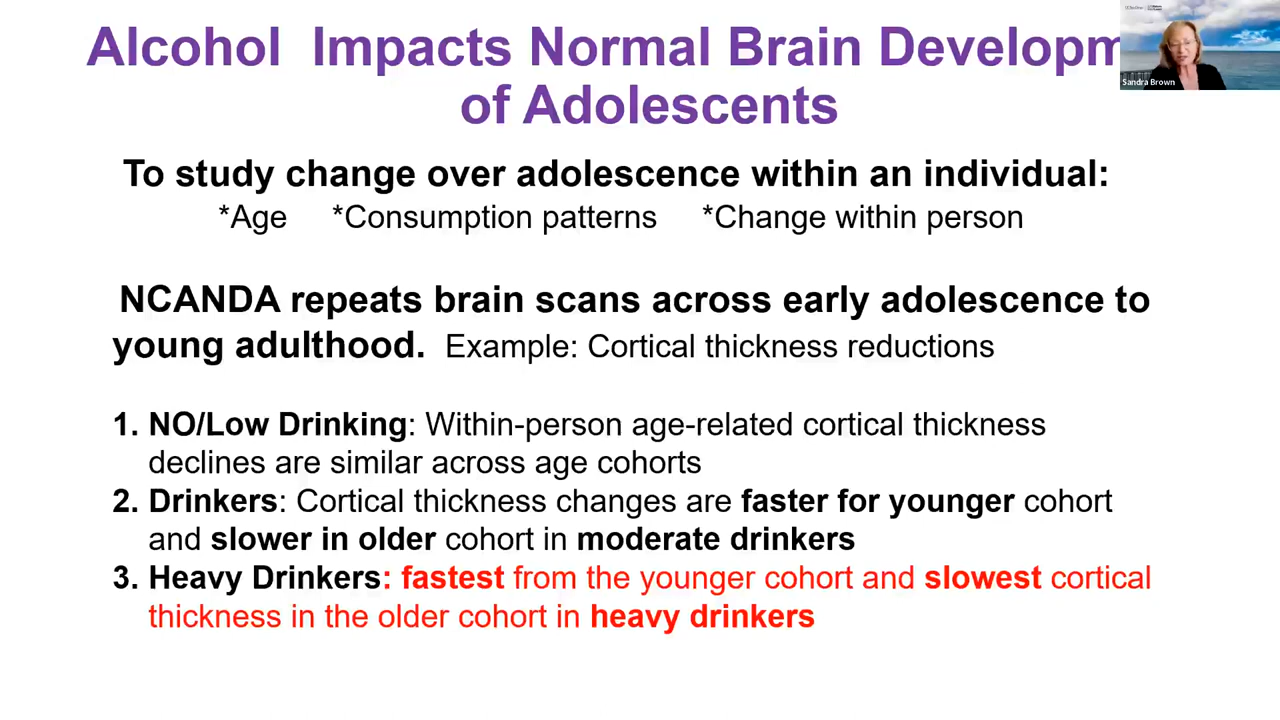 Alcohol Impacts Normal Brain Developm
of Adolescents
Sandra Brown
To study change over adolescence within an individual:
*Age *Consumption patterns *Change within person
NCANDA repeats brain scans across early adolescence to
young adulthood. Example: Cortical thickness reductions
1. NO/Low Drinking: Within-person age-related cortical thickness
declines are similar across age cohorts
2. Drinkers: Cortical thickness changes are faster for younger cohort
and slower in older cohort in moderate drinkers
3. Heavy Drinkers: fastest from the younger cohort and slowest cortical
thickness in the older cohort in heavy drinkers